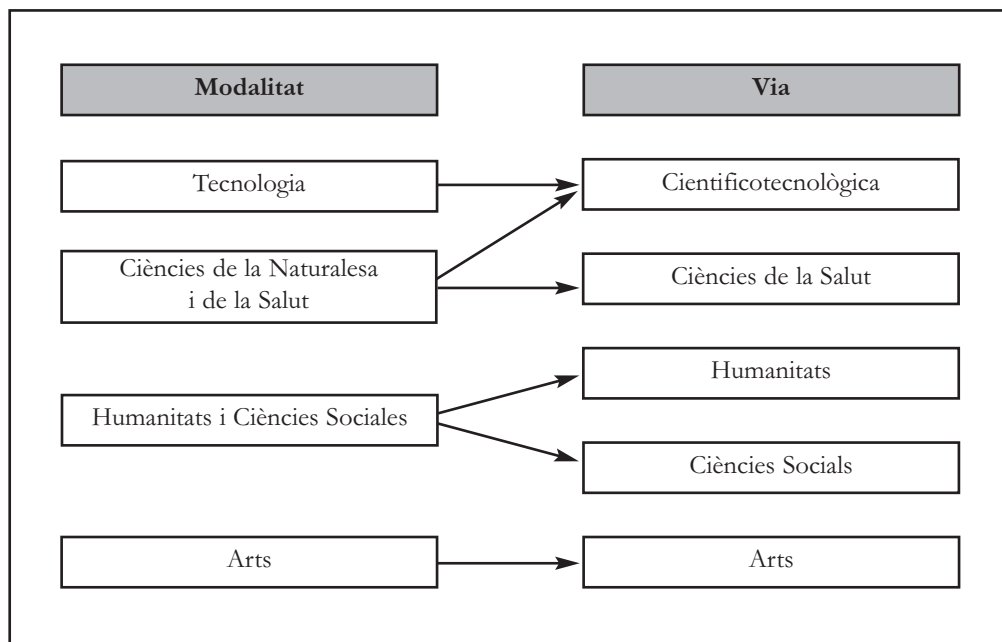 Modalitat
Via
Tecnologia
Cientificotecnològica
Ciències de la Naturalesa
i de la Salut
Ciències de la Salut
Humanitats
Humanitats i Ciències Sociales
Ciències Socials
Arts
Arts